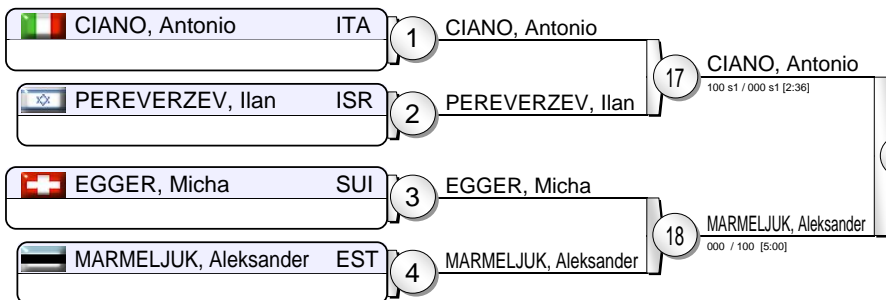 CIANO, Antonio ITA
1
CIANO, Antonio
PEREVERZEV, Ilan ISR
2
PEREVERZEV, Ilan
17
CIANO, Antonio
100 s1 / 000 s1 [2:36]
EGGER, Micha SUI
3
EGGER, Micha
MARMELJUK, Aleksander EST
4
MARMELJUK, Aleksander
18
MARMELJUK, Aleksander
000 / 100 [5:00]